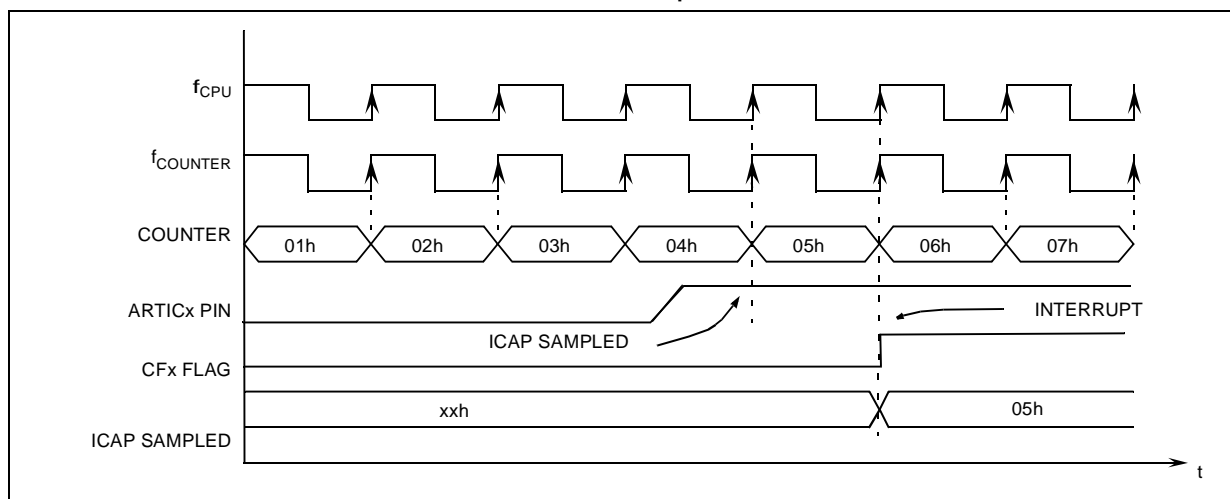 fCPU
fCOUNTER
COUNTER
01h 02h 03h 04h 05h 06h 07h
ARTICx PIN
INTERRUPT
ICAP SAMPLED
CFx FLAG
xxh 05h
ICAP SAMPLED
t